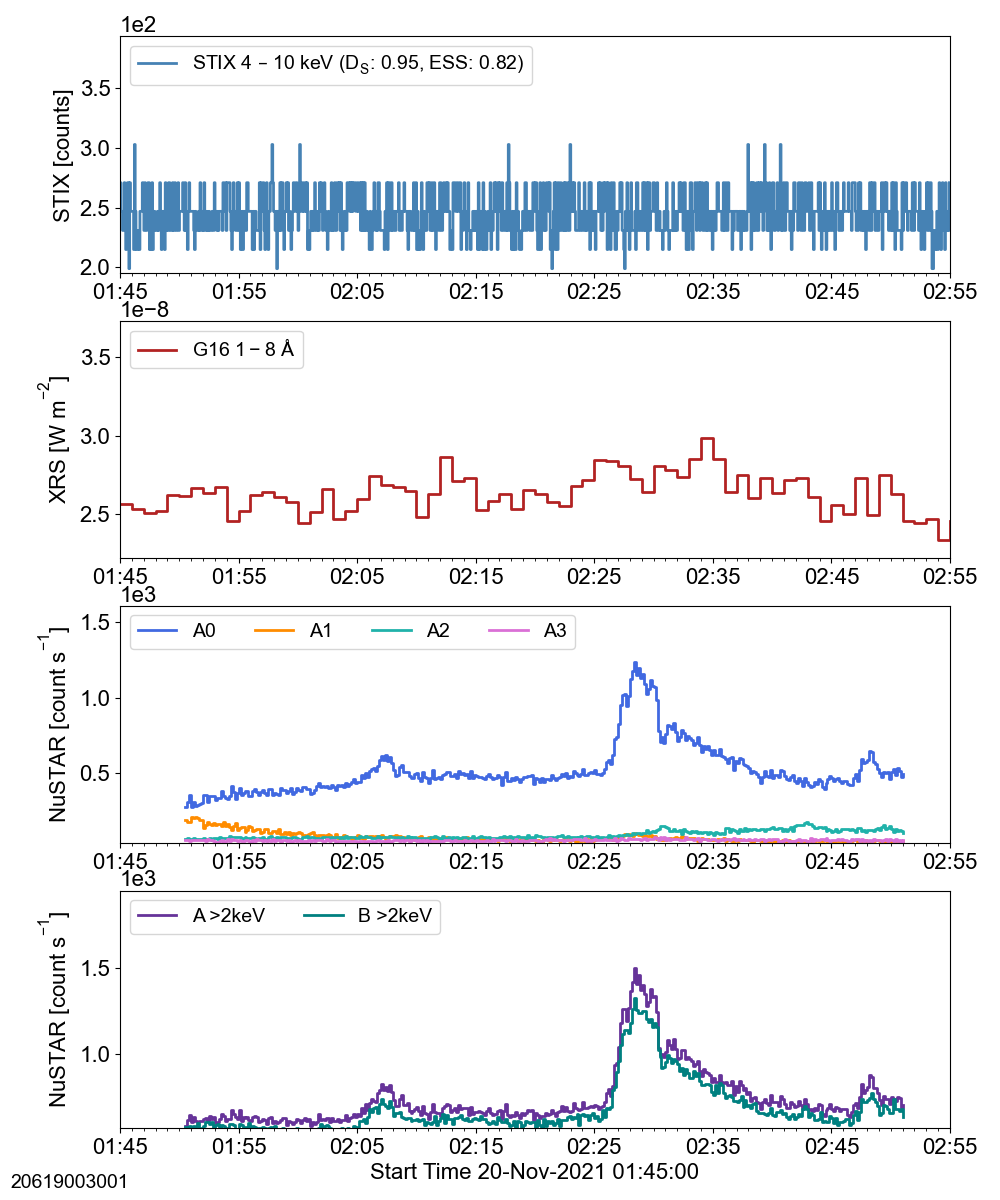 1e2
STIX [counts]
STIX 4 – 10 keV (DS: 0.95, ESS: 0.82)
3.5
3.0
2.5
2.0
01:45 01:55 02:05 02:15 02:25 02:35 02:45 02:55
1e−8
XRS [W m−2]
G16 1 – 8 Å
3.5
3.0
2.5
01:45 01:55 02:05 02:15 02:25 02:35 02:45 02:55
1e3
NuSTAR [count s−1]
A0 A1 A2 A3
1.5
1.0
0.5
01:45 01:55 02:05 02:15 02:25 02:35 02:45 02:55
1e3
NuSTAR [count s−1]
A >2keV B >2keV
1.5
1.0
01:45 01:55 02:05 02:15 02:25 02:35 02:45 02:55
Start Time 20-Nov-2021 01:45:00
20619003001